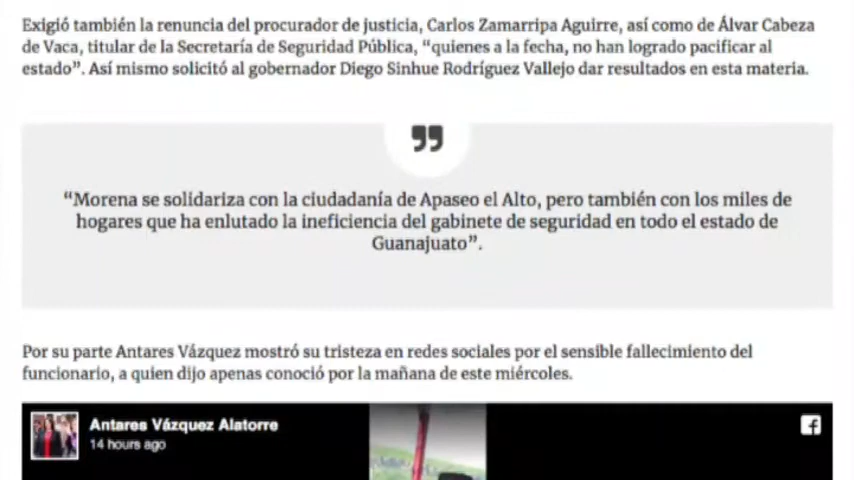 Exigió también la renuncia del procurador de justicia, Carlos Zamarripa Aguirre, así como de Álvar Cabeza
de Vaca, titular de la Secretaría de Seguridad Pública, “quienes a la fecha, no han logrado pacificar al
estado”. Así mismo solicitó al gobernador Diego Sinhue Rodríguez Vallejo dar resultados en esta materia.
“Morena se solidariza con la ciudadanía de Apaseo el Alto, pero también con los miles de
hogares que ha enlutado la ineficiencia del gabinete de seguridad en todo el estado de
Guanajuato”.
Por su parte Antares Vázquez mostró su tristeza en redes sociales por el sensible fallecimiento del
funcionario, a quien dijo apenas conoció por la mañana de este miércoles.
Antares Vázquez Alatorre
14 hours ago